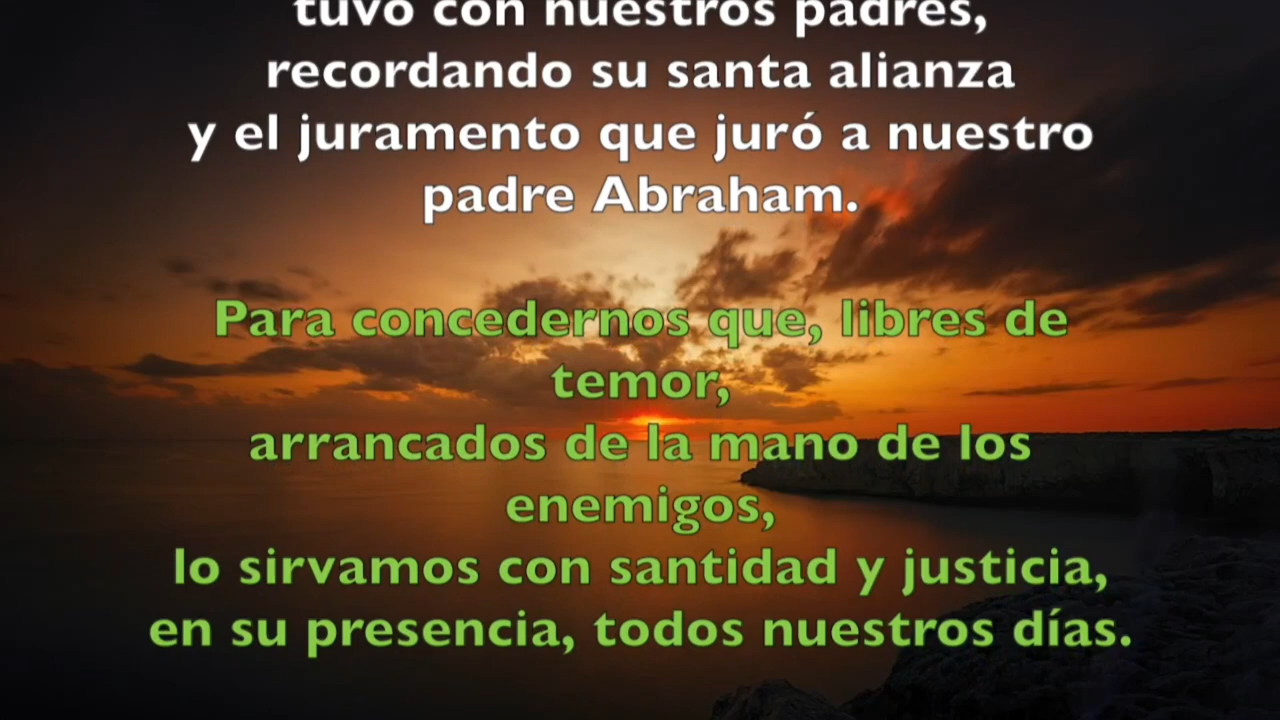 tuvo con nuestros padres,
recordando su santa alianza
y el juramento que juró a nuestro
padre Abraham.
Para concedernos que, libres de
temor,
arrancados de la mano de los
enemigos,
lo sirvamos con santidad y justicia,
en su presencia, todos nuestros días.